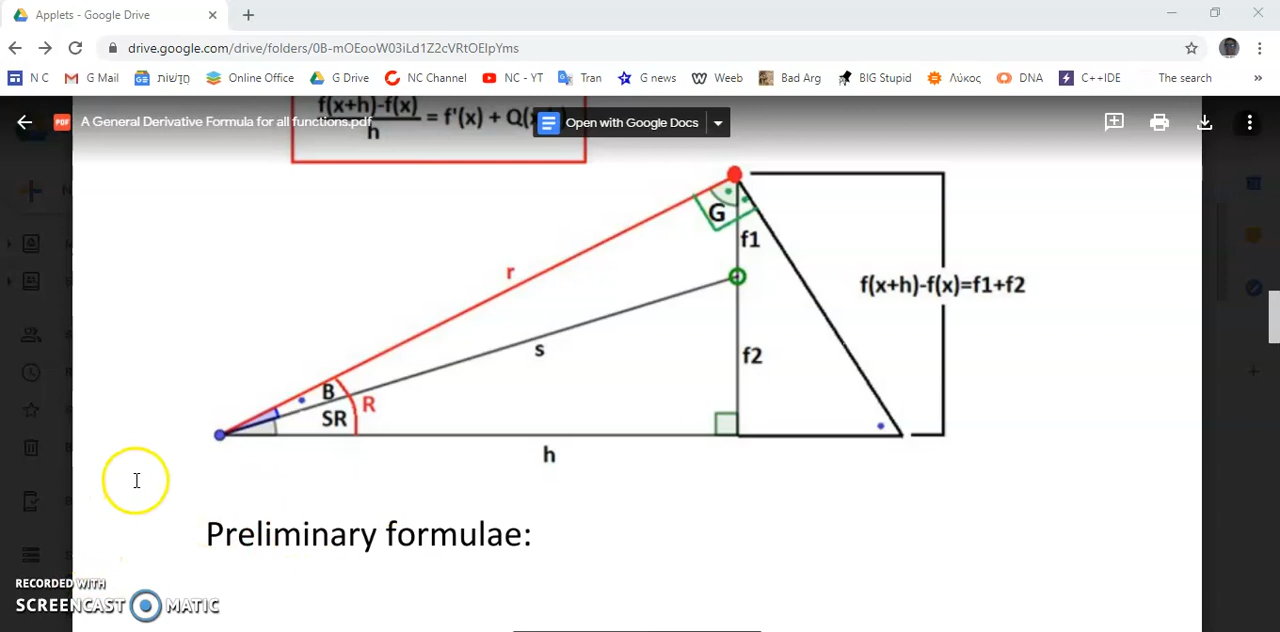 Applets - Google Drive
drive.google.com/drive/folders/0B-mOEooW03iLd1Z2cVRtOElpYms
N C G Mail חֲדָשׁוֹת Online Office G Drive NC Channel NC - YT Tran G news Weeb Bad Arg BIG Stupid Λύκος DNA C++IDE The search »
f(x+h)-f(x)
h
= f'(x) + Q(
PDF A General Derivative Formula for all functions.pdf
Open with Google Docs
G
f1
r
f(x+h)-f(x)=f1+f2
s
f2
B
R
SR
h
Preliminary formulae:
RECORDED WITH
SCREENCAST MATIC